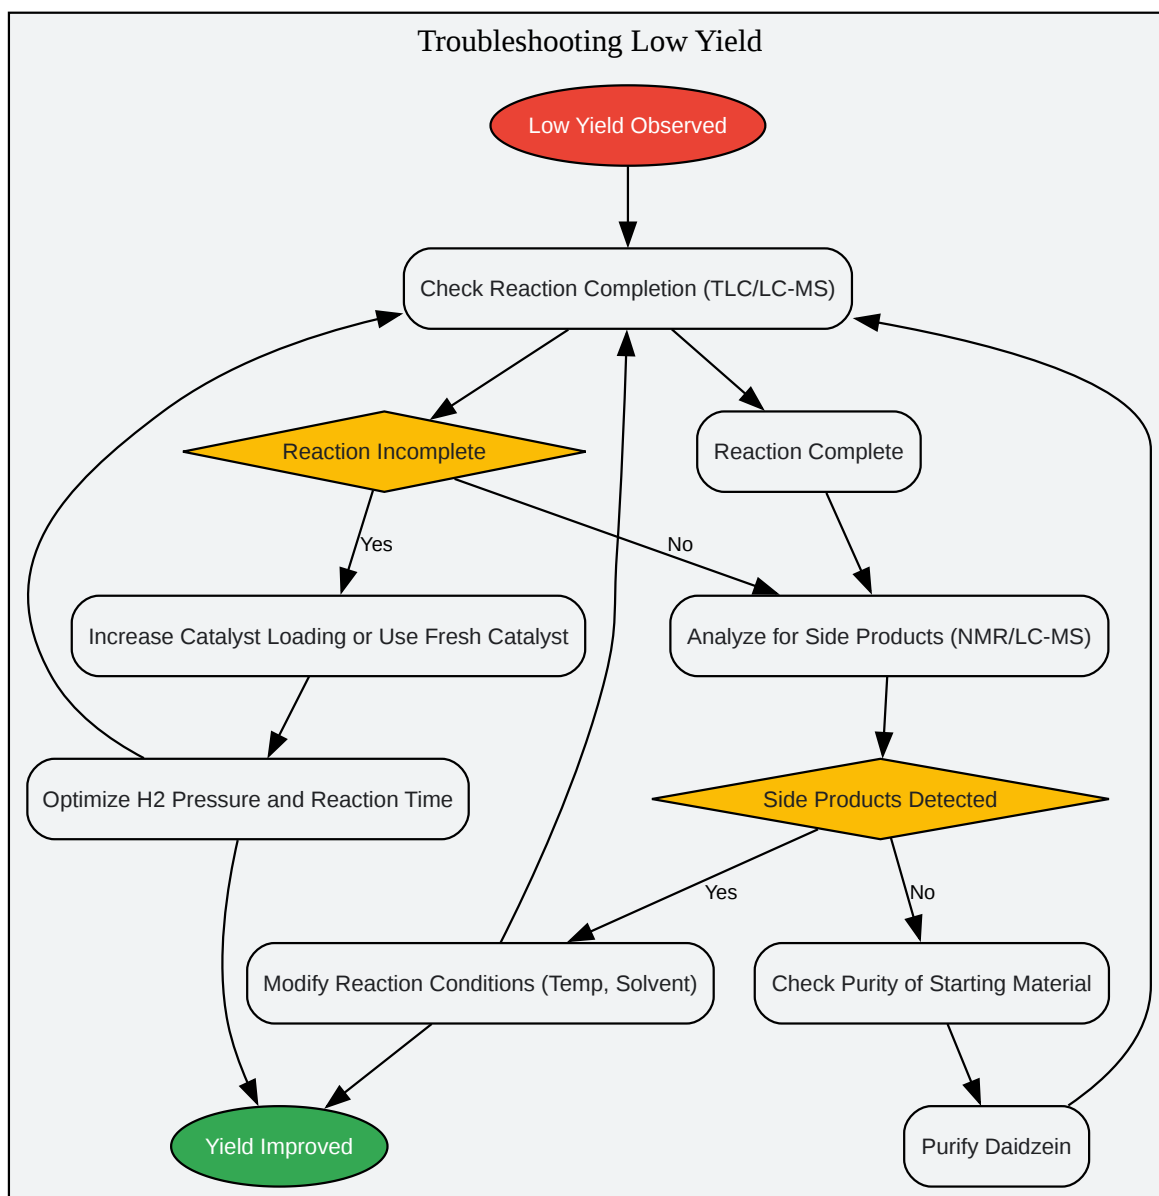 Troubleshooting Low Yield
Low Yield Observed
Check Reaction Completion (TLC/LC-MS)
Reaction Incomplete
Reaction Complete
Yes
No
Increase Catalyst Loading or Use Fresh Catalyst
Analyze for Side Products (NMR/LC-MS)
Optimize H2 Pressure and Reaction Time
Side Products Detected
Yes
No
Modify Reaction Conditions (Temp, Solvent)
Check Purity of Starting Material
Yield Improved
Purify Daidzein